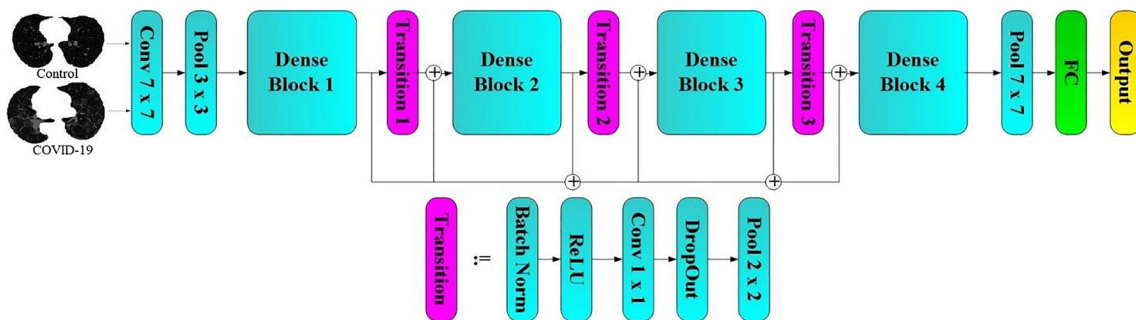 Control
COVID-19
Conv 7 x 7
Pool 3 x 3
Dense
Block 1
Transition 1
+
Dense
Block 2
Transition 2
+
Dense
Block 3
Transition 3
+
Dense
Block 4
Pool 7 x 7
FC
Output
+
+
Transition
:=
Batch Norm
ReLU
Conv 1 x 1
DropOut
Pool 2 x 2